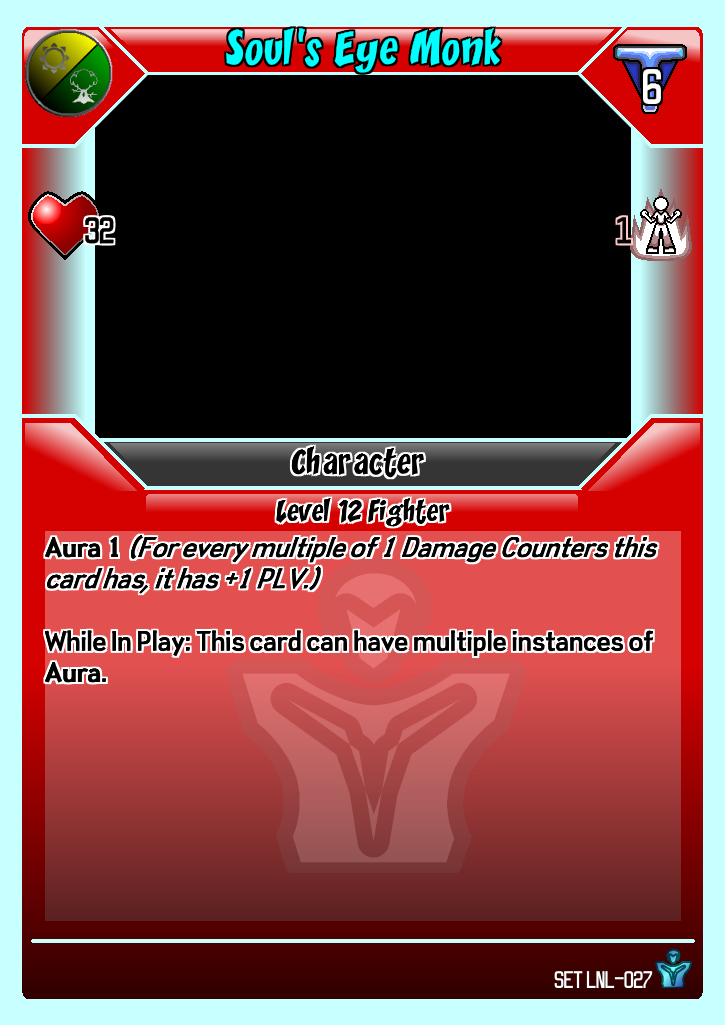 Soul's Eye Monk
6
32
1
Character
Level 12 Fighter
Aura 1 (For every multiple of 1 Damage Counters this
card has, it has +1 PLV.)
While In Play: This card can have multiple instances of
Aura.
SET LNL-027